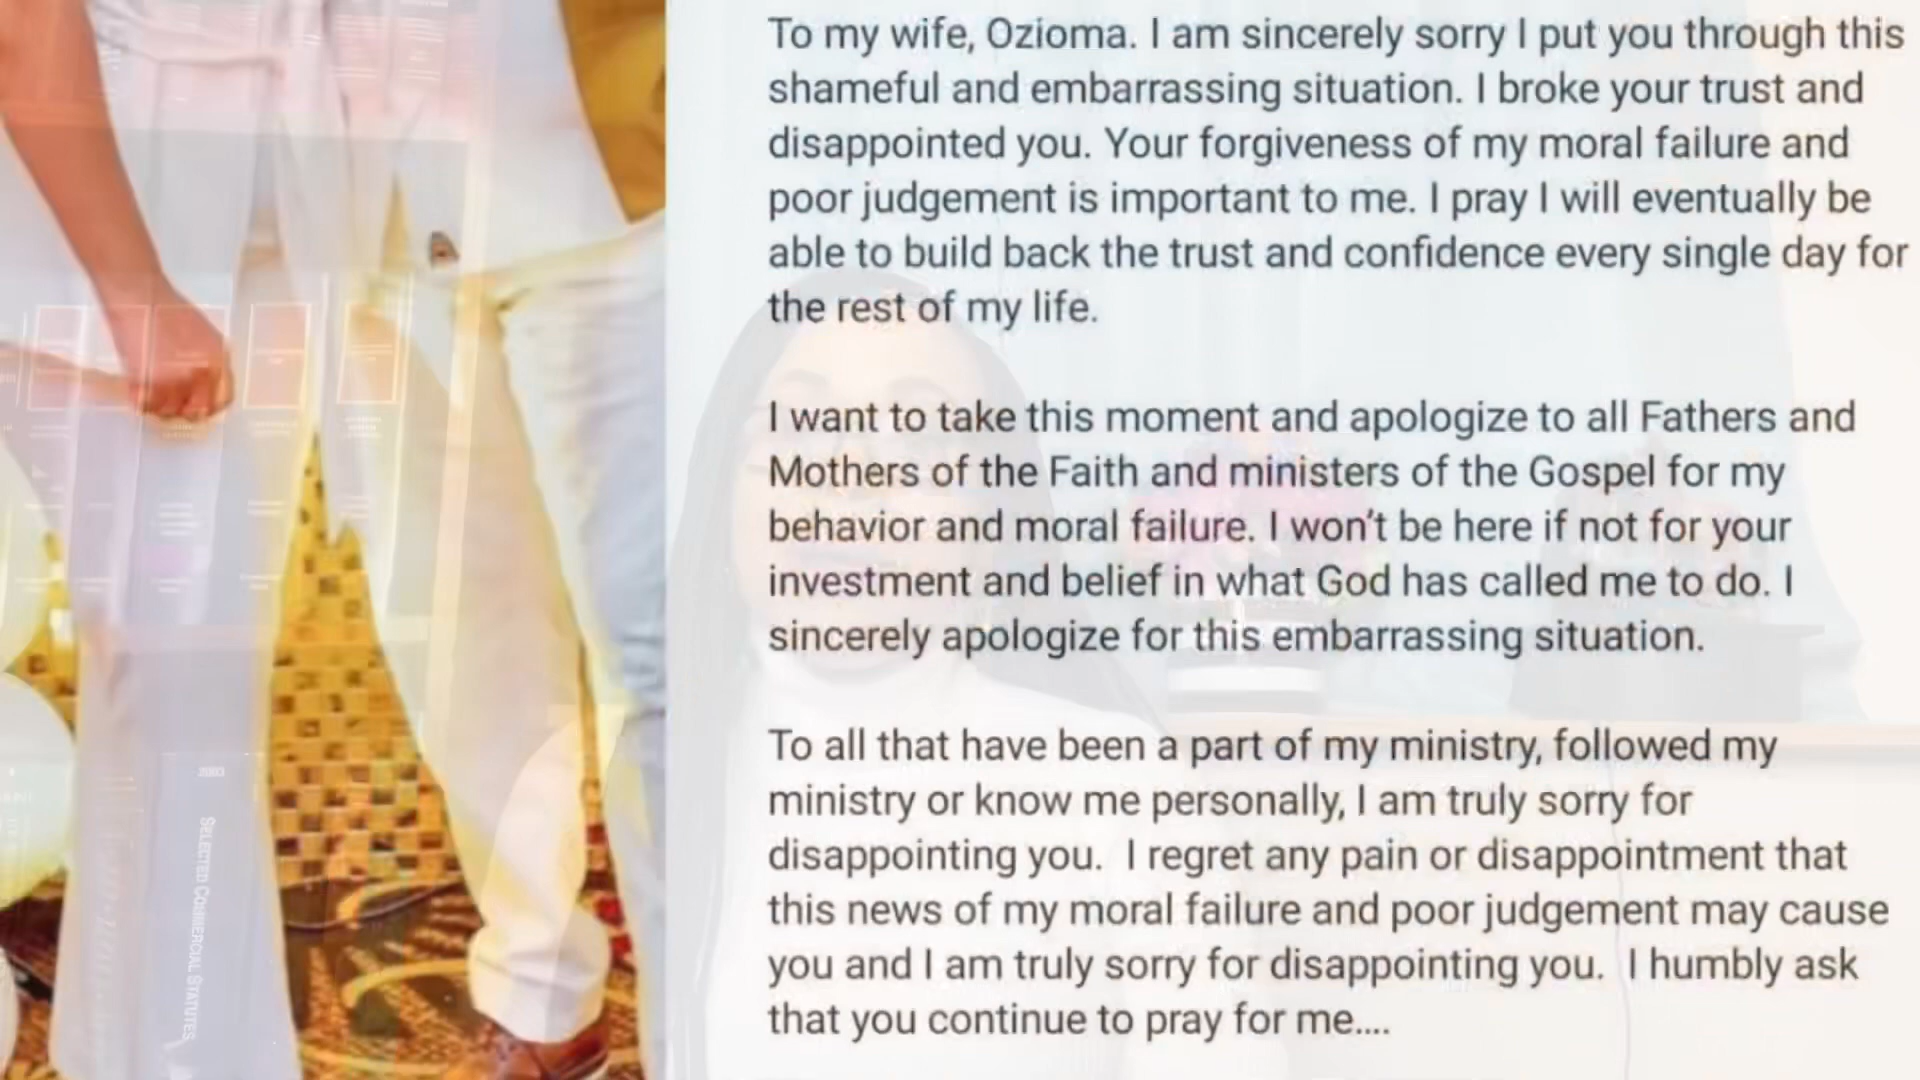 To my wife, Ozioma. I am sincerely sorry I put you through this
shameful and embarrassing situation. I broke your trust and
disappointed you. Your forgiveness of my moral failure and
poor judgement is important to me. I pray I will eventually be
able to build back the trust and confidence every single day for
the rest of my life.
I want to take this moment and apologize to all Fathers and
Mothers of the Faith and ministers of the Gospel for my
behavior and moral failure. I won't be here if not for your
investment and belief in what God has called me to do. I
sincerely apologize for this embarrassing situation.
To all that have been a part of my ministry, followed my
ministry or know me personally, I am truly sorry for
disappointing you.  I regret any pain or disappointment that
this news of my moral failure and poor judgement may cause
you and I am truly sorry for disappointing you.  I humbly ask
that you continue to pray for me....
SELECTED COMMERCIAL STATUTES